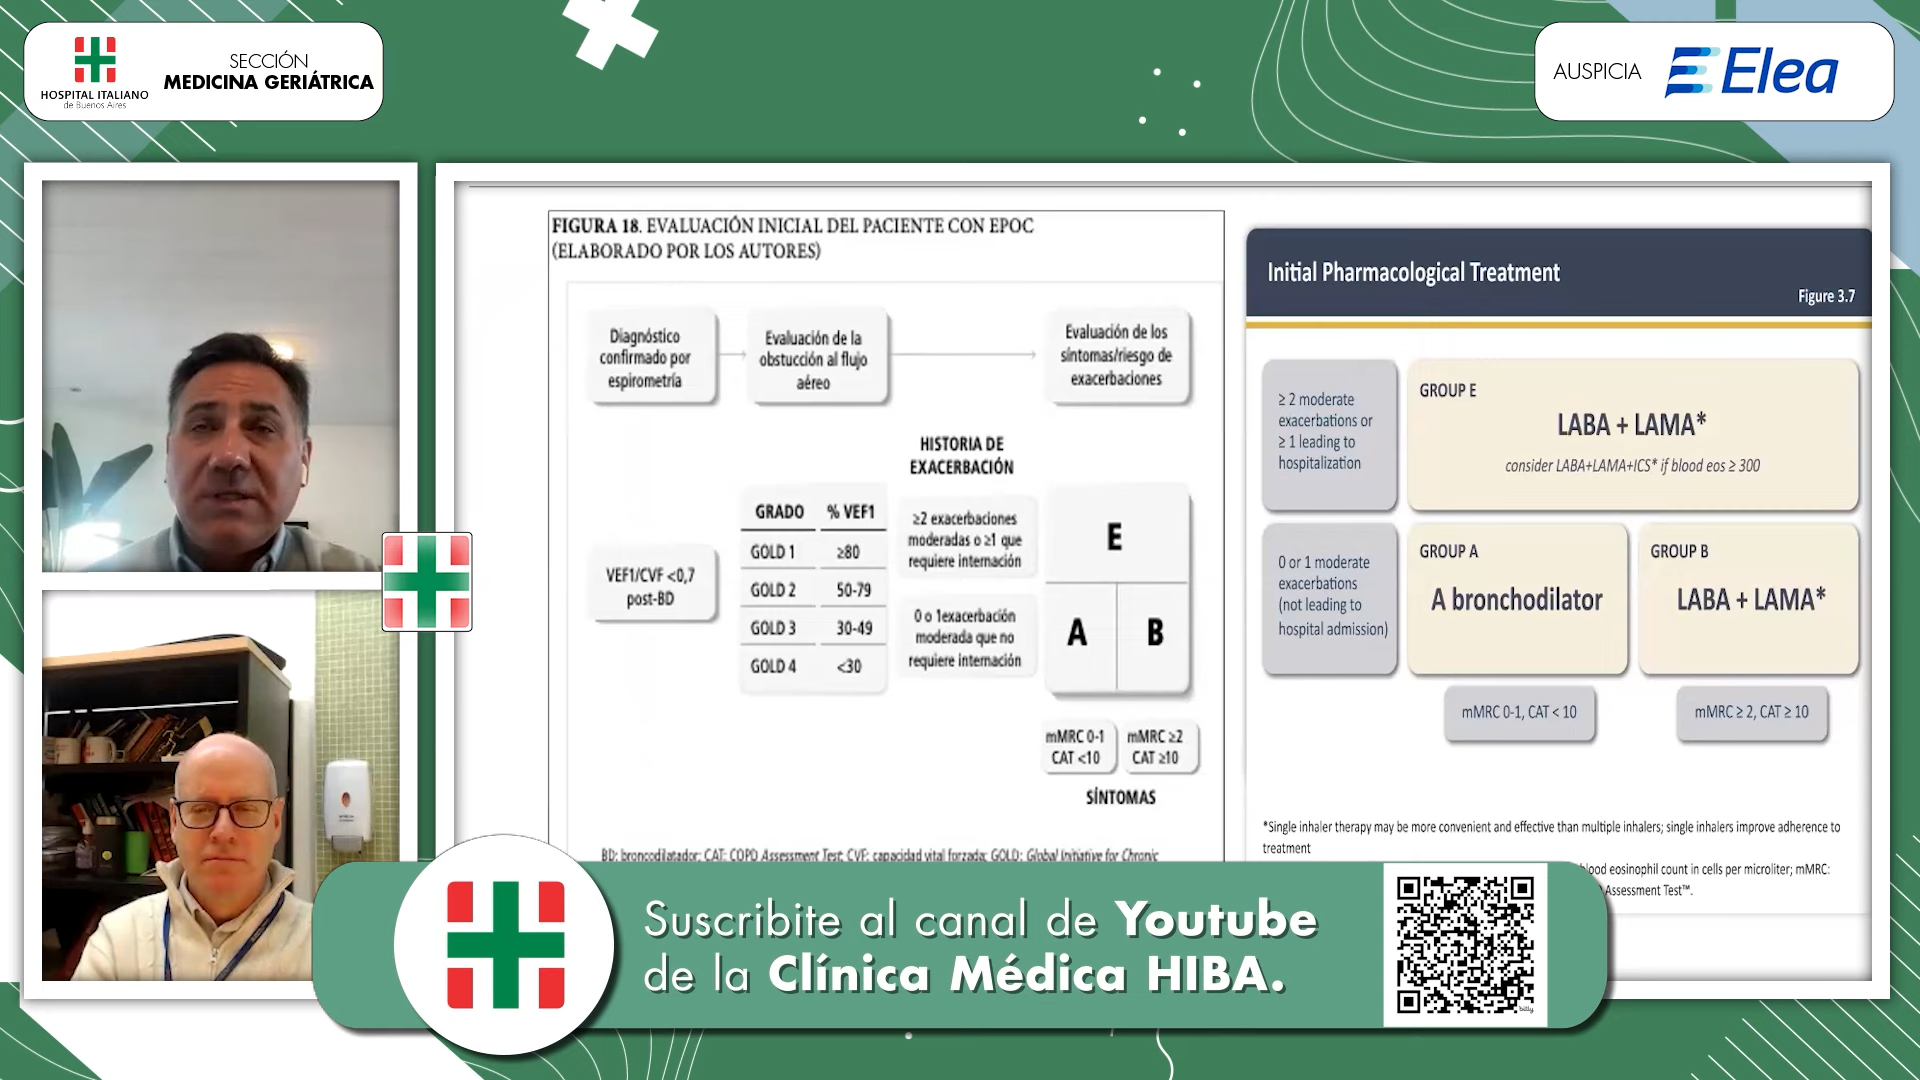 HOSPITAL ITALIANO
de Buenos Aires
SECCIÓN
MEDICINA GERIÁTRICA
AUSPICIA
Elea
FIGURA 18. EVALUACIÓN INICIAL DEL PACIENTE CON EPOC
(ELABORADO POR LOS AUTORES)
Diagnóstico
confirmado por
espirometría
Evaluación de la
obstucción al flujo
aéreo
Evaluación de los
síntomas/riesgo de
exacerbaciones
HISTORIA DE
EXACERBACIÓN
VEF1/CVF <0,7
post-BD
GRADO % VEF1
GOLD 1 ≥80
GOLD 2 50-79
GOLD 3 30-49
GOLD 4 <30
≥2 exacerbaciones
moderadas o ≥1 que
requiere internación
0 o 1exacerbación
moderada que no
requiere internación
E
A B
mMRC 0-1
CAT <10
mMRC ≥2
CAT ≥10
SÍNTOMAS
BD: broncodilatador; CAT: COPD Assessment Test; CVF: capacidad vital forzada; GOLD: Global Initiative for Chronic
Initial Pharmacological Treatment
Figure 3.7
≥ 2 moderate
exacerbations or
≥ 1 leading to
hospitalization
GROUP E
LABA + LAMA*
consider LABA+LAMA+ICS* if blood eos ≥ 300
0 or 1 moderate
exacerbations
(not leading to
hospital admission)
GROUP A
A bronchodilator
GROUP B
LABA + LAMA*
mMRC 0-1, CAT < 10
mMRC ≥ 2, CAT ≥ 10
*Single inhaler therapy may be more convenient and effective than multiple inhalers; single inhalers improve adherence to
treatment
blood eosinophil count in cells per microliter; mMRC:
Assessment Test™.
Suscribite al canal de Youtube
de la Clínica Médica HIBA.
bitly